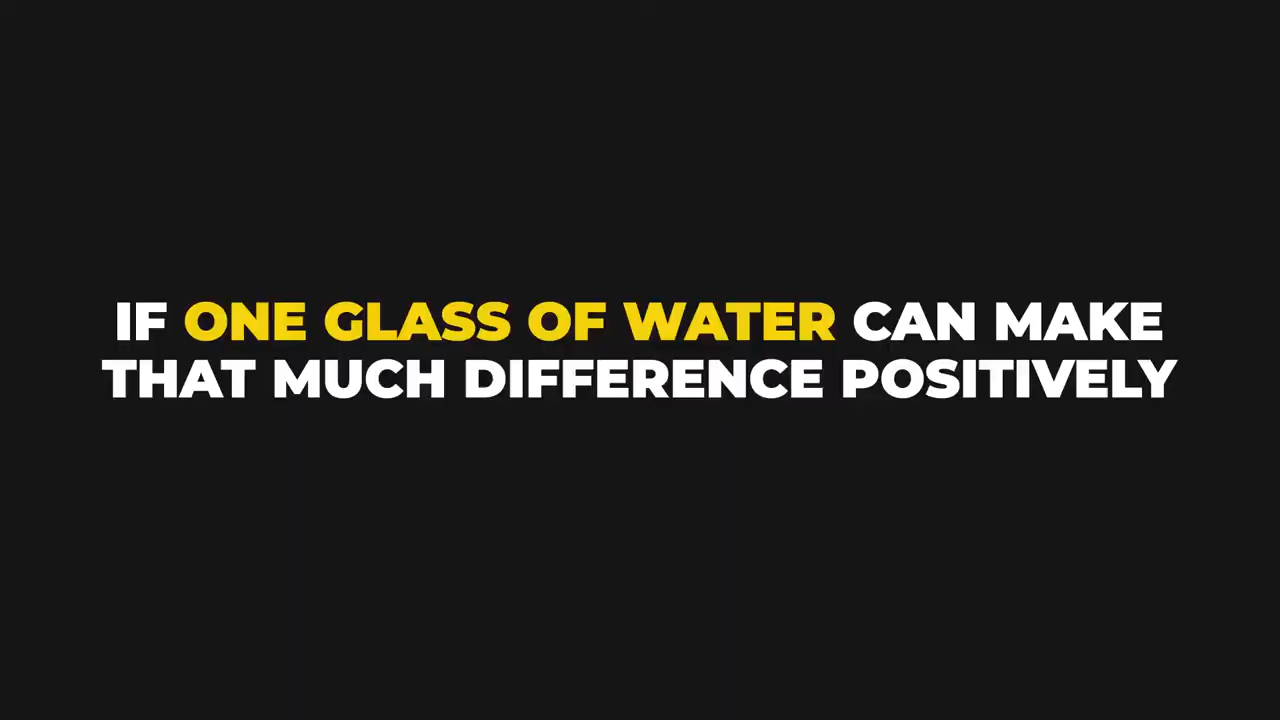 IF ONE GLASS OF WATER CAN MAKE
THAT MUCH DIFFERENCE POSITIVELY